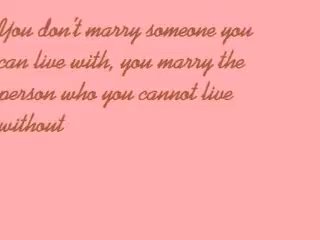 You don't marry someone you
can live with, you marry the
person who you cannot live
without